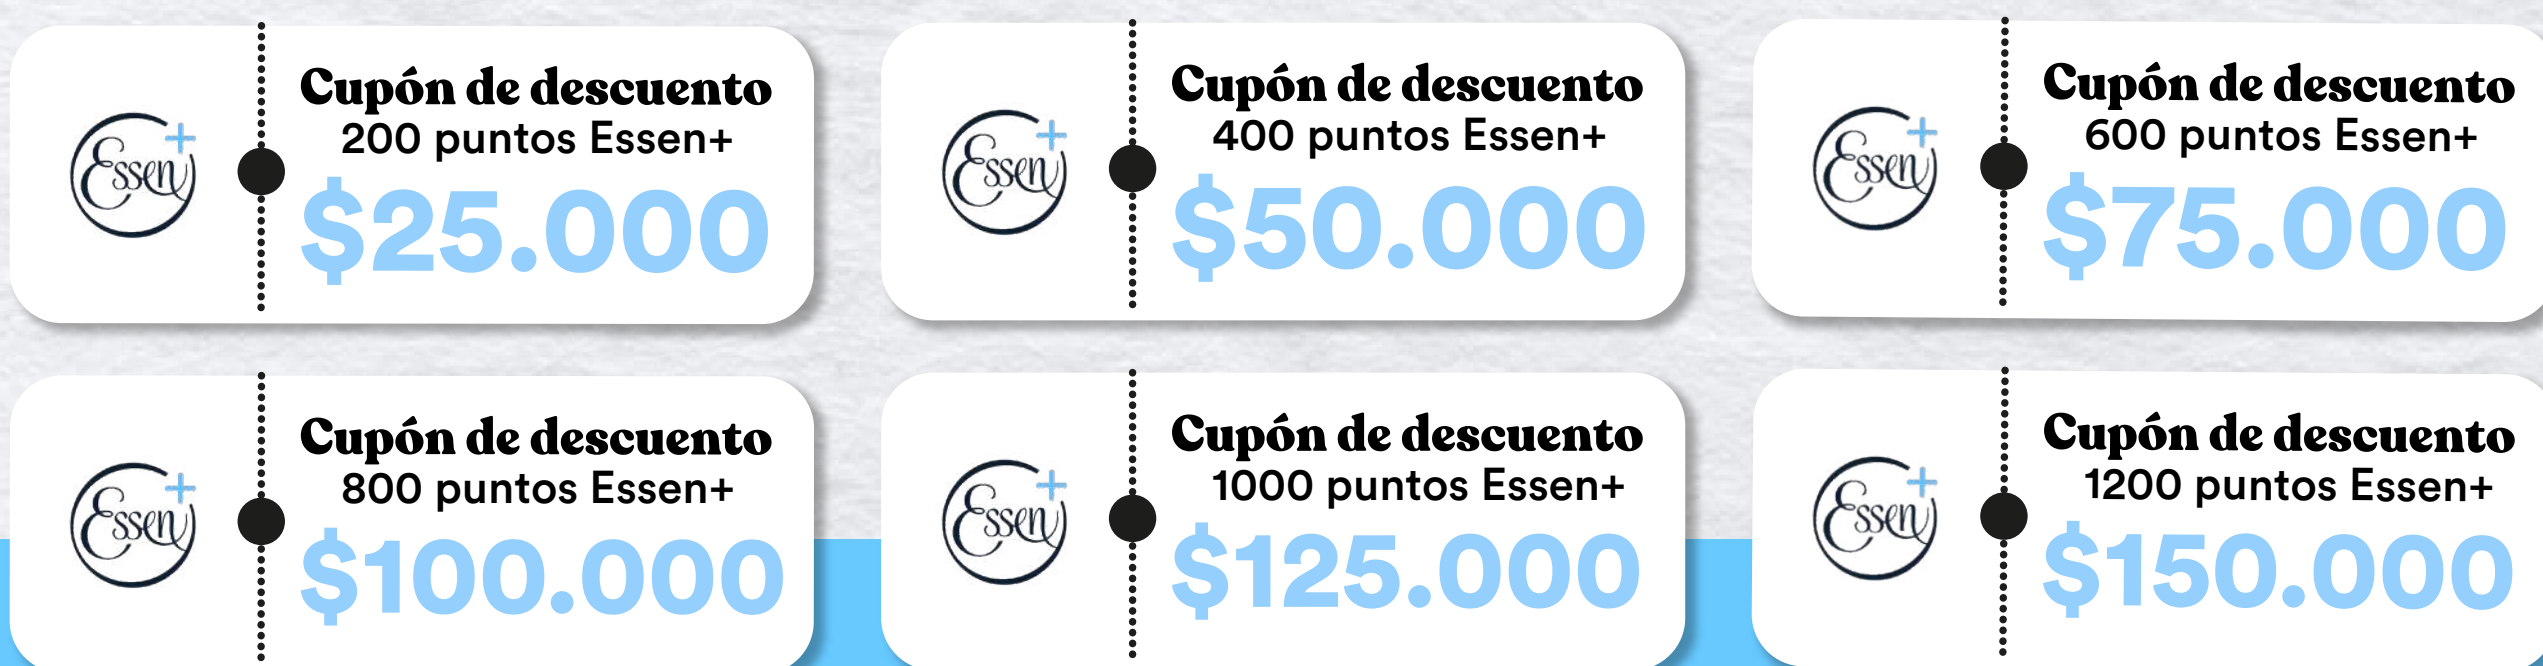 Essen+
Cupón de descuento
200 puntos Essen+
$25.000
Essen+
Cupón de descuento
400 puntos Essen+
$50.000
Essen+
Cupón de descuento
600 puntos Essen+
$75.000
Essen+
Cupón de descuento
800 puntos Essen+
$100.000
Essen+
Cupón de descuento
1000 puntos Essen+
$125.000
Essen+
Cupón de descuento
1200 puntos Essen+
$150.000